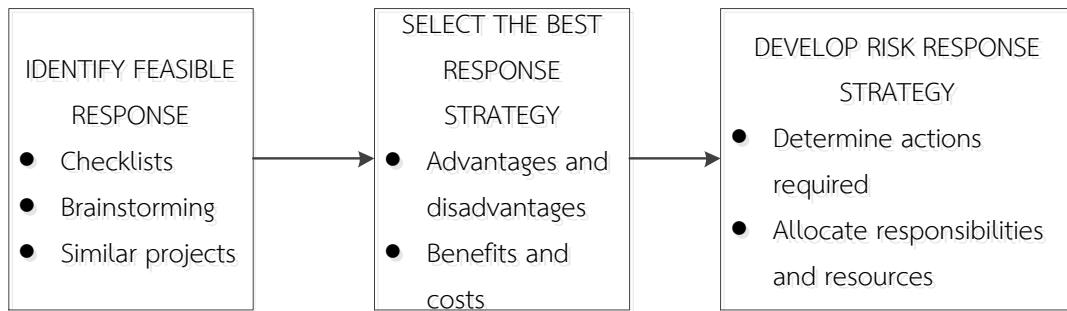 IDENTIFY FEASIBLE
RESPONSE
● Checklists
● Brainstorming
● Similar projects
SELECT THE BEST
RESPONSE
STRATEGY
● Advantages and
disadvantages
● Benefits and
costs
DEVELOP RISK RESPONSE
STRATEGY
● Determine actions
required
● Allocate responsibilities
and resources